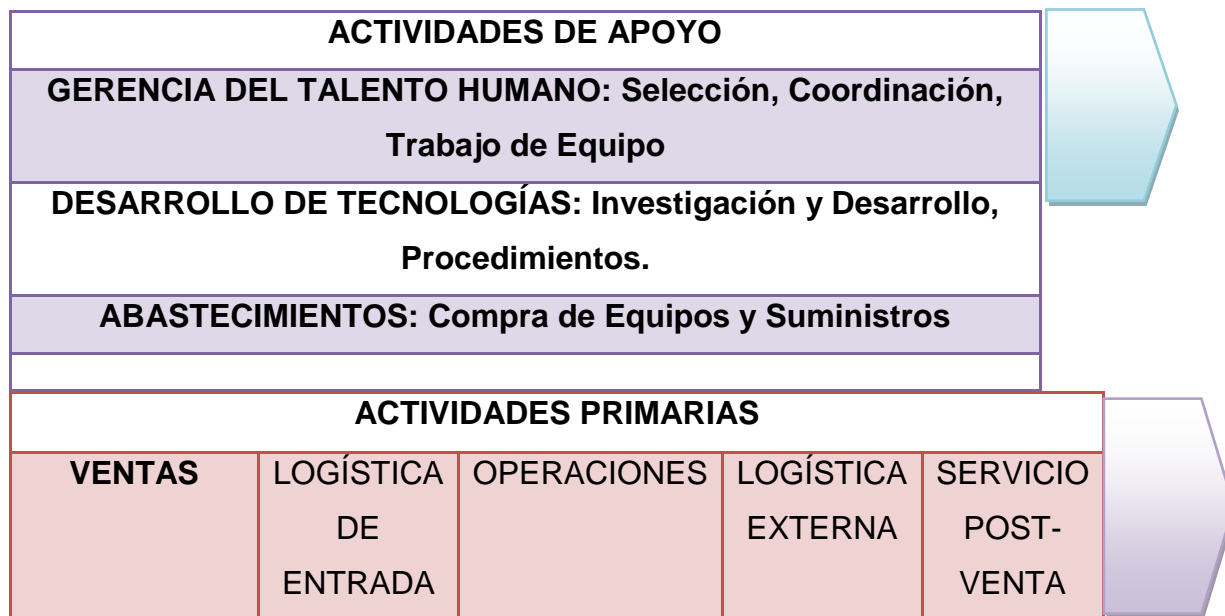 ACTIVIDADES DE APOYO
GERENCIA DEL TALENTO HUMANO: Selección, Coordinación,
Trabajo de Equipo
DESARROLLO DE TECNOLOGÍAS: Investigación y Desarrollo,
Procedimientos.
ABASTECIMIENTOS: Compra de Equipos y Suministros
ACTIVIDADES PRIMARIAS
VENTAS
LOGÍSTICA
DE
ENTRADA
OPERACIONES
LOGÍSTICA
EXTERNA
SERVICIO
POST-
VENTA